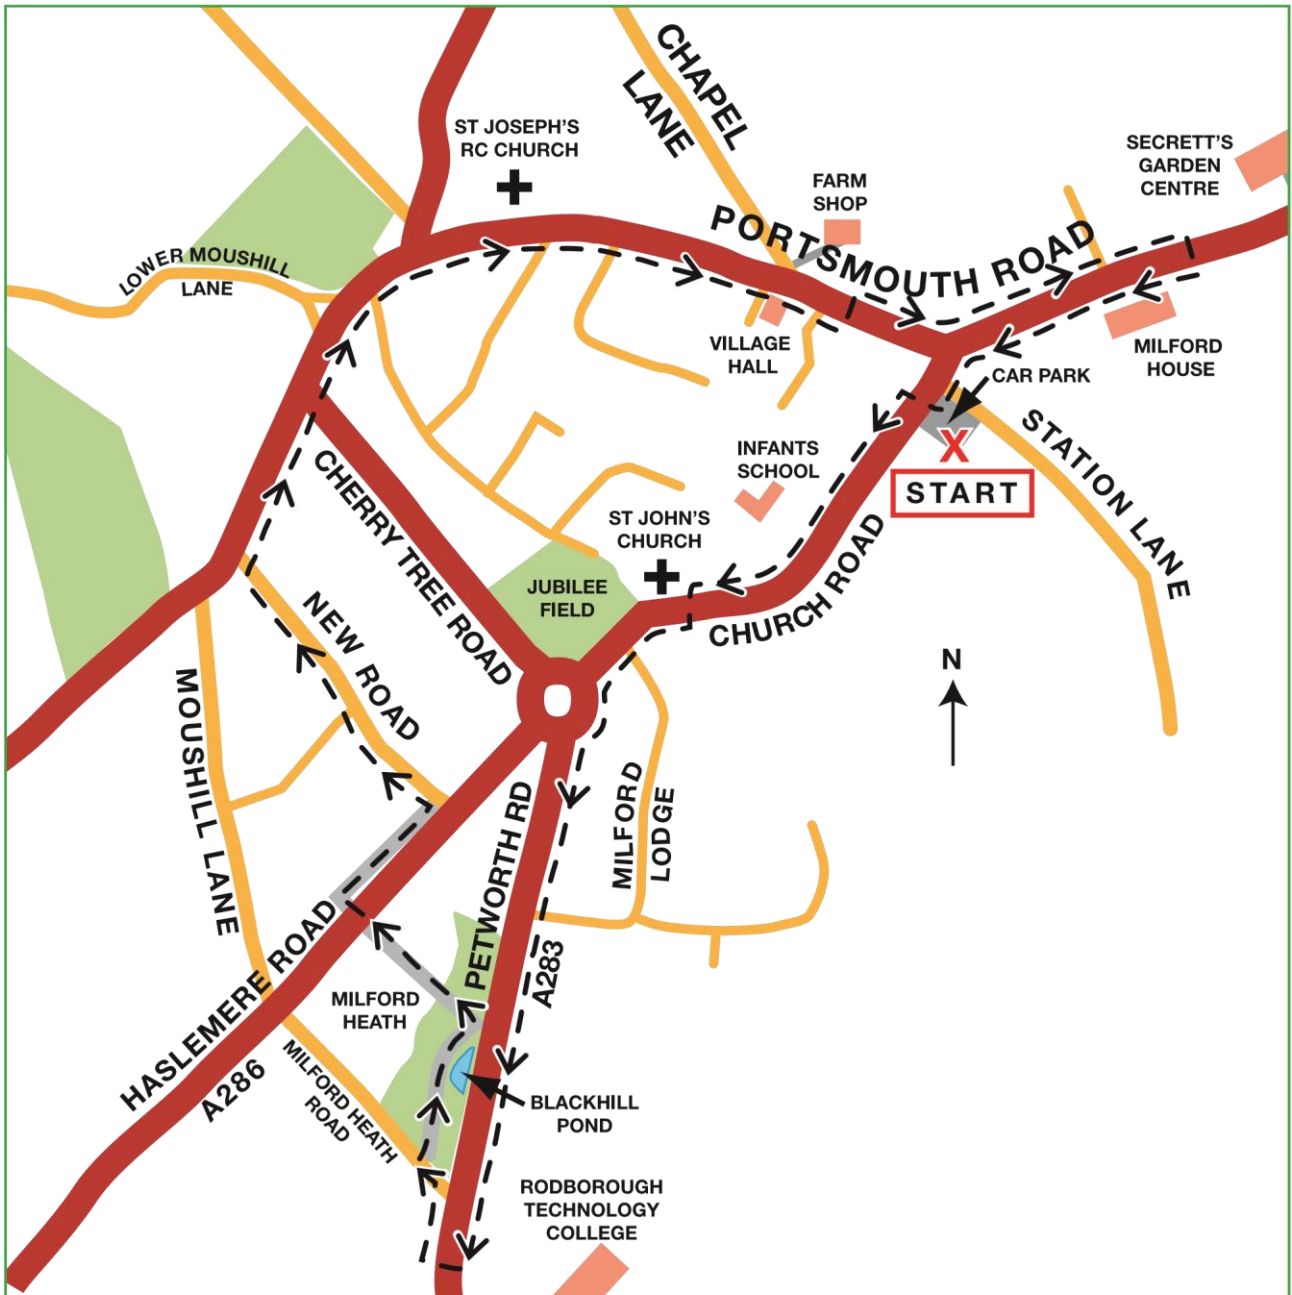 CHAPEL
LANE
ST JOSEPH'S
RC CHURCH
SECRETT'S
GARDEN
CENTRE
FARM
SHOP
PORTSMOUTH ROAD
LOWER MOUSHILL
LANE
VILLAGE
HALL
MILFORD
HOUSE
CAR PARK
X
START
STATION LANE
INFANTS
SCHOOL
CHERRY TREE ROAD
ST JOHN'S
CHURCH
JUBILEE
FIELD
CHURCH ROAD
NEW ROAD
N
MOUSHILL LANE
MILFORD
LODGE
PETWORTH RD
A283
HASLEMERE ROAD
A286
MILFORD
HEATH
MILFORD HEATH
ROAD
BLACKHILL
POND
RODBOROUGH
TECHNOLOGY
COLLEGE